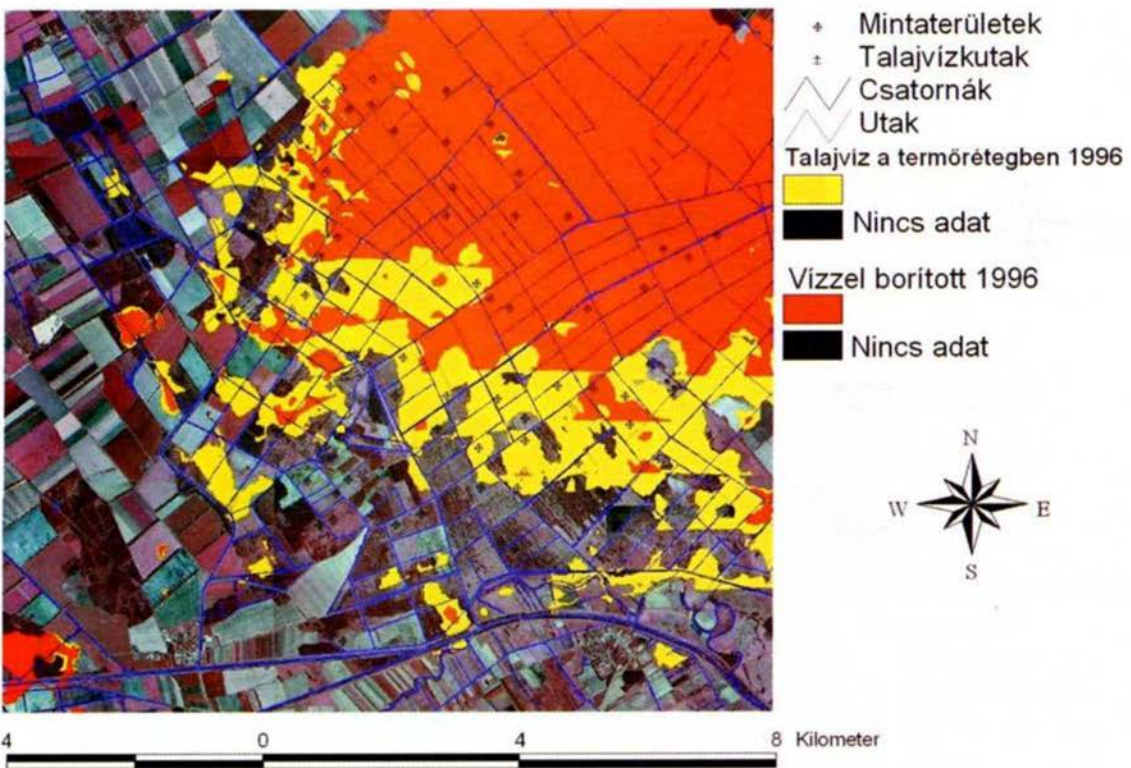 Mintaterületek
Talajvízkutak
Csatornák
Utak
Talajvíz a termőrétegben 1996
Nincs adat
Vízzel borított 1996
Nincs adat
N
W E
S
4 0 4 8 Kilometer